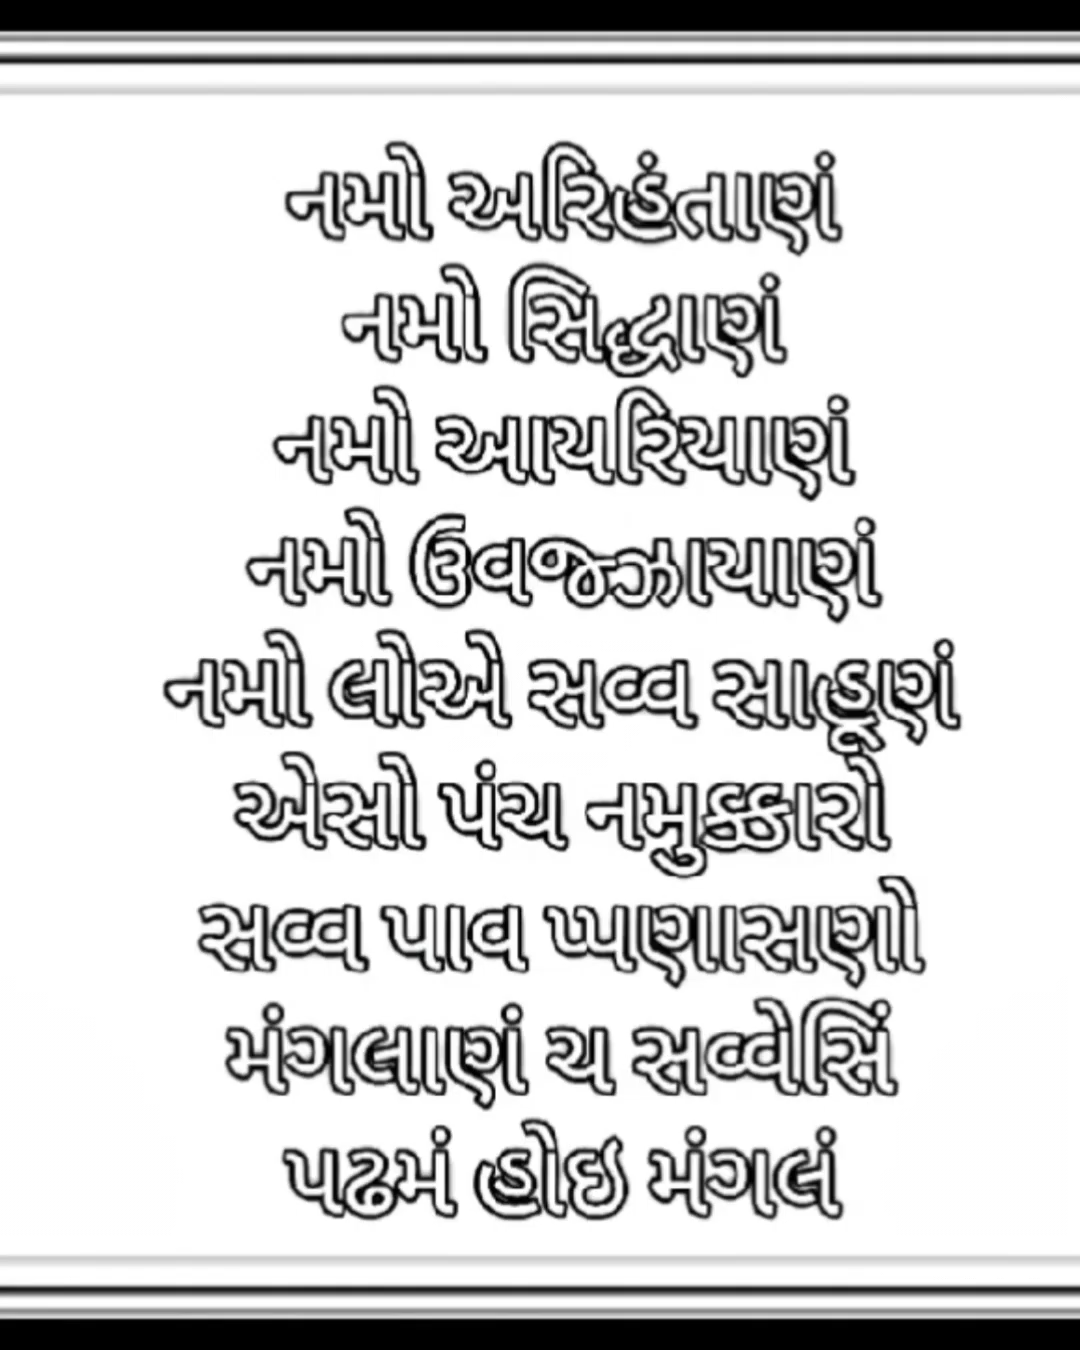 નમો અરિહંતાણં
નમો સિદ્ધાણં
નમો આયરિયાણં
નમો ઉવજ્ઝાયાણં
નમો લોએ સવ્વ સાહૂણં
એસો પંચ નમુક્કારો
સવ્વ પાવ પ્પણાસણો
મંગલાણં ચ સવ્વેસિં
પઢમં હોઇ મંગલં